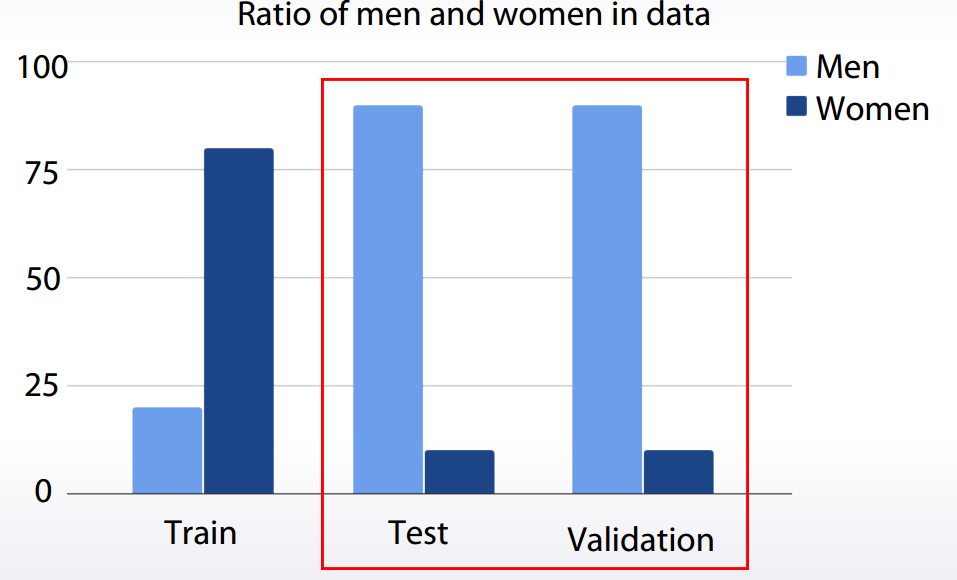 Ratio of men and women in data
100
75
50
25
0
Train
Test
Validation
Men
Women